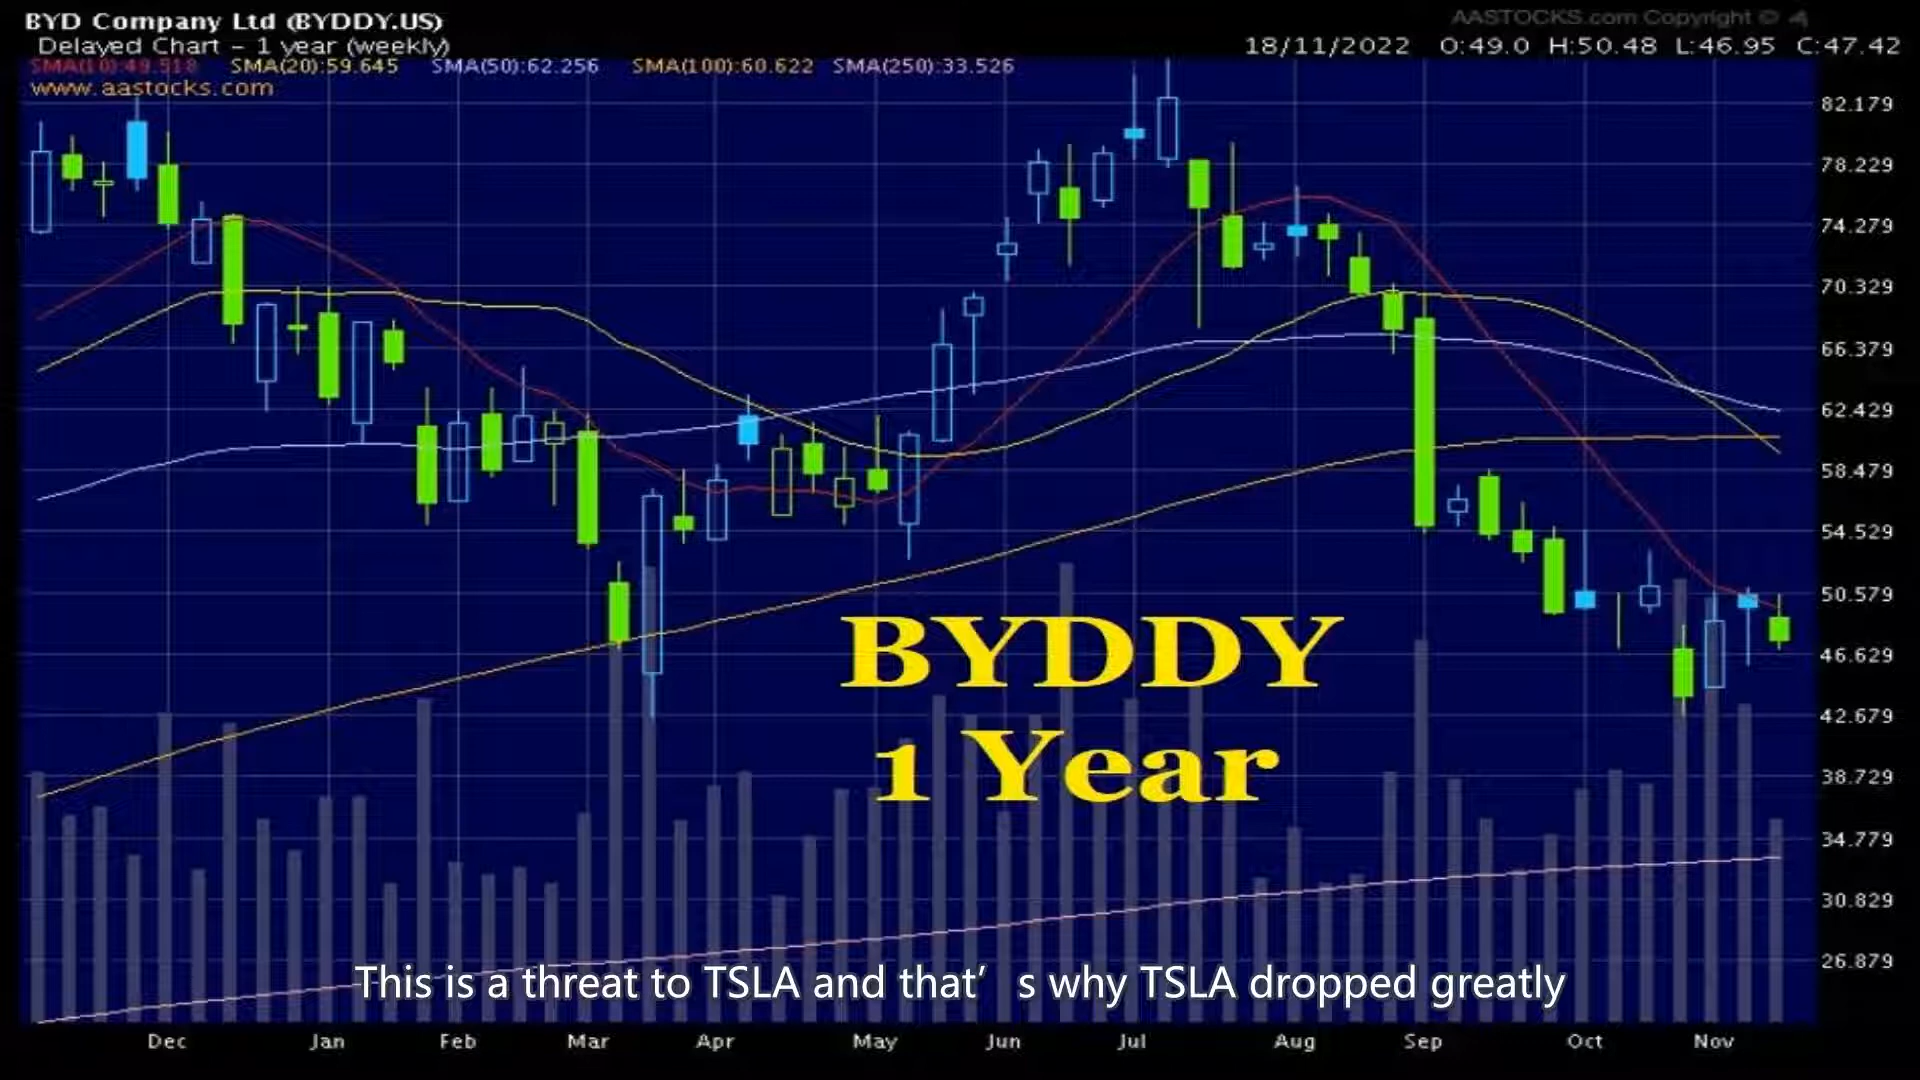 BYD Company Ltd (BYDDY.US)
AASTOCKS.com Copyright ©
Delayed Chart - 1 year (weekly)
18/11/2022 O:49.0 H:50.48 L:46.95 C:47.42
SMA(10):49.518 SMA(20):59.645 SMA(50):62.256 SMA(100):60.622 SMA(250):33.526
www.aastocks.com
82.179
78.229
74.279
70.329
66.379
62.429
58.479
54.529
50.579
46.629
42.679
38.729
34.779
30.829
26.879
BYDDY
1 Year
This is a threat to TSLA and that’s why TSLA dropped greatly
Dec Jan Feb Mar Apr May Jun Jul Aug Sep Oct Nov